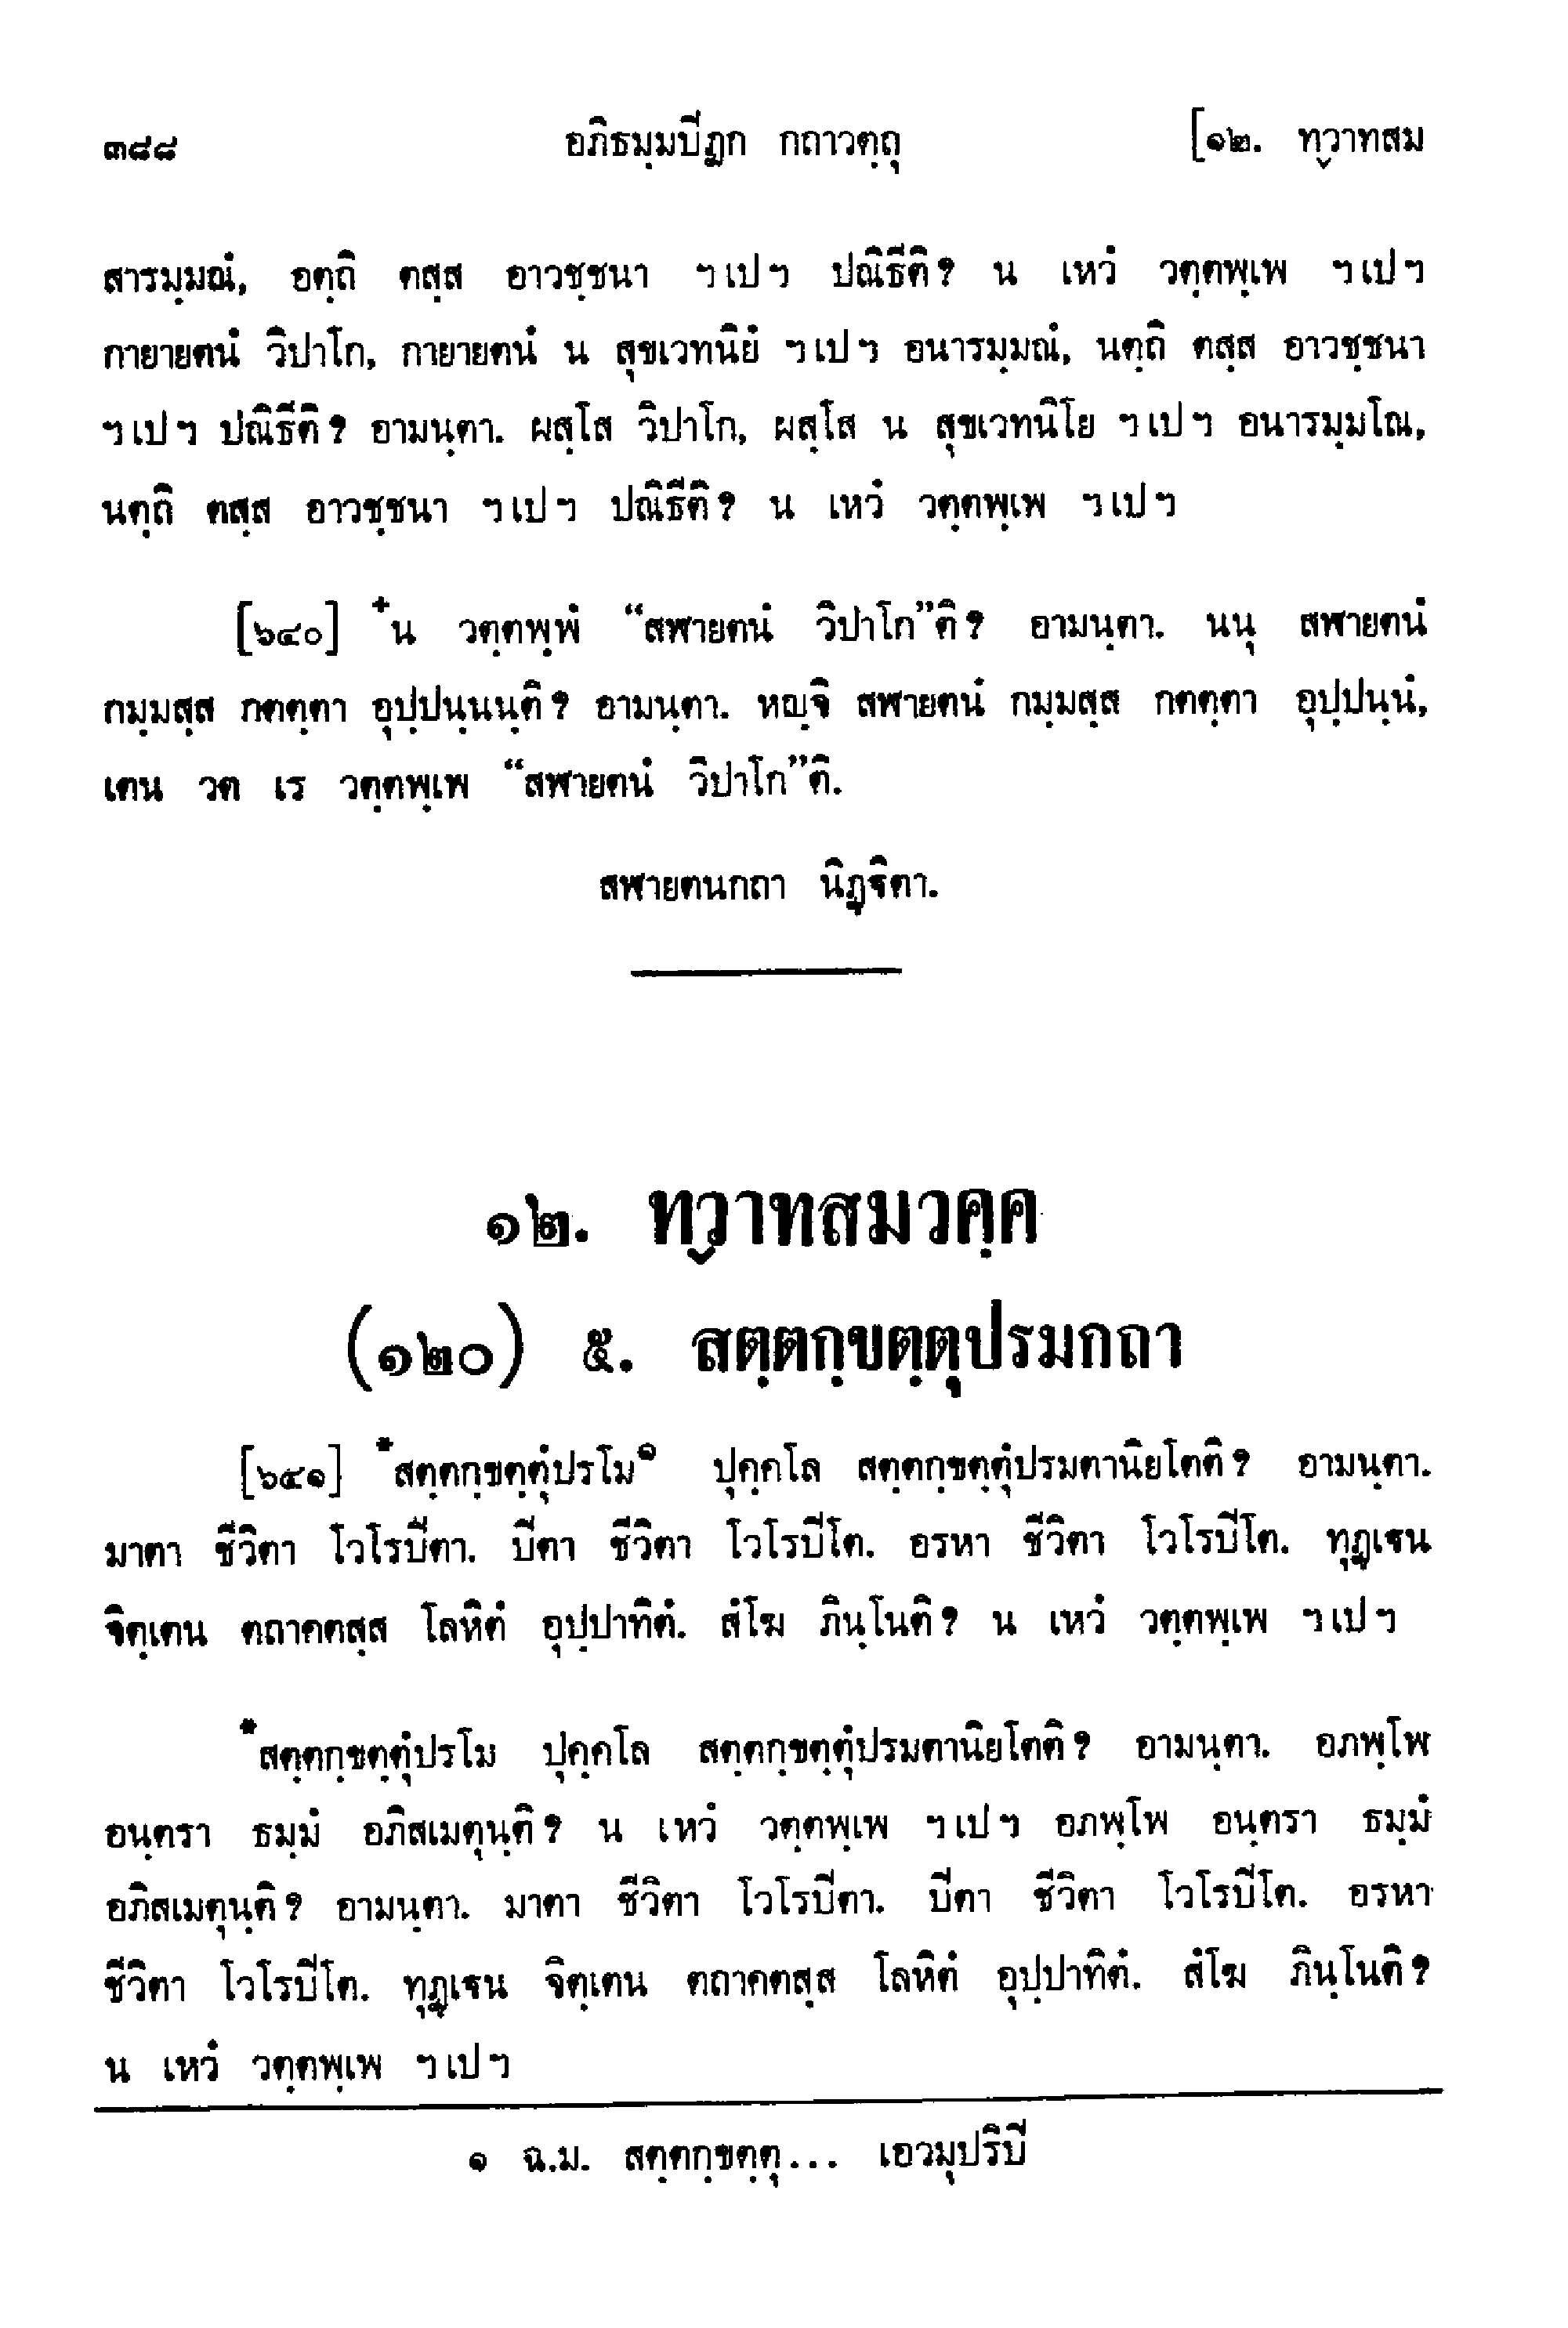 ๓๘๘ อภิธมฺมปิฏก กถาวตฺถุ [๑๒. ทฺวาทสม
สารมฺมณํ, อตฺถิ ตสฺส อาวชฺชนา ฯเปฯ ปณิธีติ? น เหวํ วตฺตพฺเพ ฯเปฯ
กายายตนํ วิปาโก, กายายตนํ น สุขเวทนิยํ ฯเปฯ อนารมฺมณํ, นตฺถิ ตสฺส อาวชฺชนา
ฯเปฯ ปณิธีติ? อามนฺตา. ผสฺโส วิปาโก, ผสฺโส น สุขเวทนิโย ฯเปฯ อนารมฺมโณ,
นตฺถิ ตสฺส อาวชฺชนา ฯเปฯ ปณิธีติ? น เหวํ วตฺตพฺเพ ฯเปฯ
[๖๔๐] ⁺น วตฺตพฺพํ “สฬายตนํ วิปาโก”ติ? อามนฺตา. นนุ สฬายตนํ
กมฺมสฺส กตตฺตา อุปฺปนฺนนฺติ? อามนฺตา. หญฺจิ สฬายตนํ กมฺมสฺส กตตฺตา อุปฺปนฺนํ,
เตน วต เร วตฺตพฺเพ “สฬายตนํ วิปาโก”ติ.
สฬายตนกถา นิฏฺฐิตา.
๑๒. ทฺวาทสมวคฺค
(๑๒๐) ๕. สตฺตกฺขตฺตุปรมกถา
[๖๔๑] *สตฺตกฺขตฺตุํปรโม๑ ปุคฺคโล สตฺตกฺขตฺตุํปรมตานิยโตติ? อามนฺตา.
มาตา ชีวิตา โวโรปิตา. ปิตา ชีวิตา โวโรปิโต. อรหา ชีวิตา โวโรปิโต. ทุฏฺเฐน
จิตฺเตน ตถาคตสฺส โลหิตํ อุปฺปาทิตํ. สํโฆ ภินฺโนติ? น เหวํ วตฺตพฺเพ ฯเปฯ
*สตฺตกฺขตฺตุํปรโม ปุคฺคโล สตฺตกฺขตฺตุํปรมตานิยโตติ? อามนฺตา. อภพฺโพ
อนฺตรา ธมฺมํ อภิสเมตุนฺติ? น เหวํ วตฺตพฺเพ ฯเปฯ อภพฺโพ อนฺตรา ธมฺมํ
อภิสเมตุนฺติ? อามนฺตา. มาตา ชีวิตา โวโรปิตา. ปิตา ชีวิตา โวโรปิโต. อรหา
ชีวิตา โวโรปิโต. ทุฏฺเฐน จิตฺเตน ตถาคตสฺส โลหิตํ อุปฺปาทิตํ. สํโฆ ภินฺโนติ?
น เหวํ วตฺตพฺเพ ฯเปฯ
๑ ฉ.ม. สตฺตกฺขตฺตุ... เอวมุปริปิ